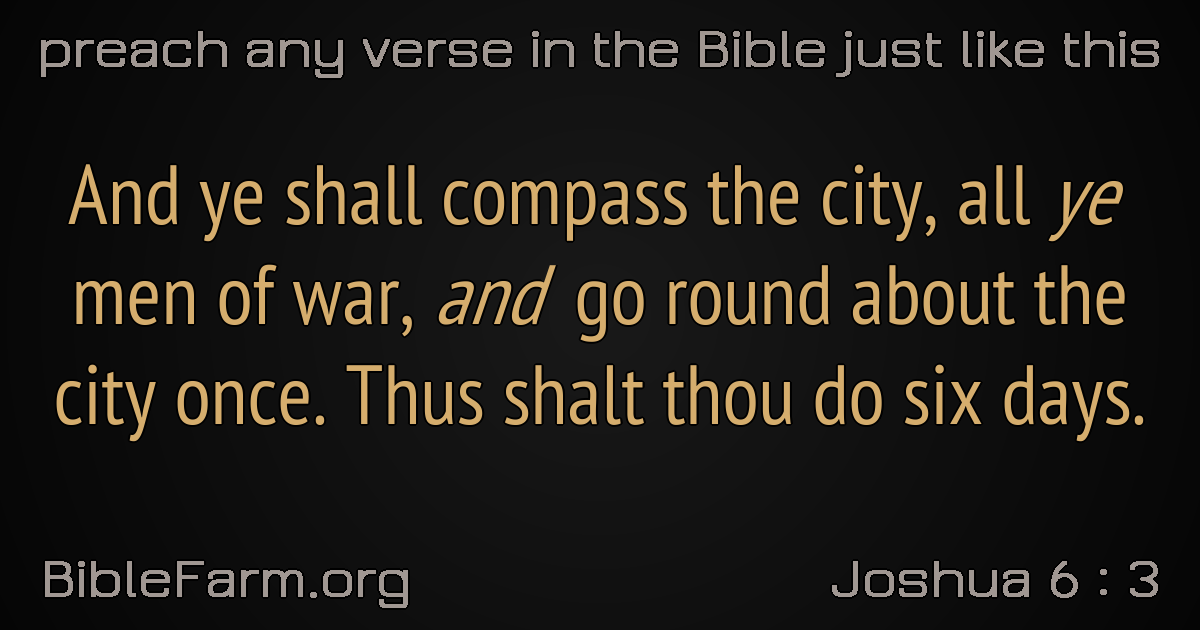 preach any verse in the Bible just like this
And ye shall compass the city, all ye
men of war, and go round about the
city once. Thus shalt thou do six days.
BibleFarm.org
Joshua 6 : 3